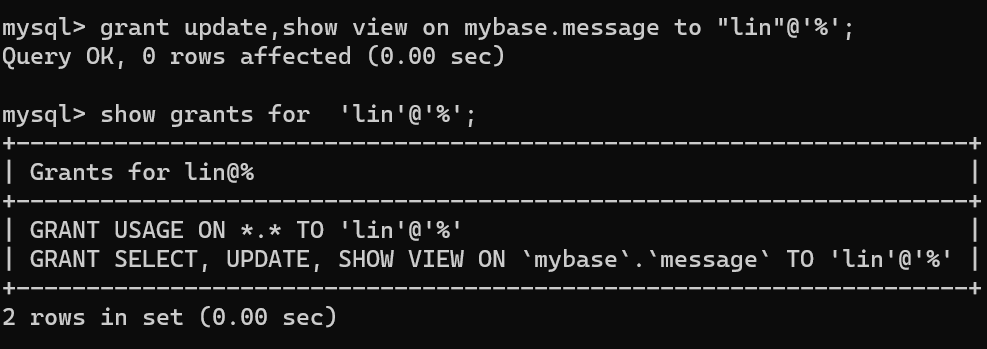 mysql> grant update,show view on mybase.message to "lin"@'%';
Query OK, 0 rows affected (0.00 sec)

mysql> show grants for  'lin'@'%';
+--------------------------------------------------------------------+
| Grants for lin@%                                                   |
+--------------------------------------------------------------------+
| GRANT USAGE ON *.* TO 'lin'@'%'                                    |
| GRANT SELECT, UPDATE, SHOW VIEW ON `mybase`.`message` TO 'lin'@'%' |
+--------------------------------------------------------------------+
2 rows in set (0.00 sec)